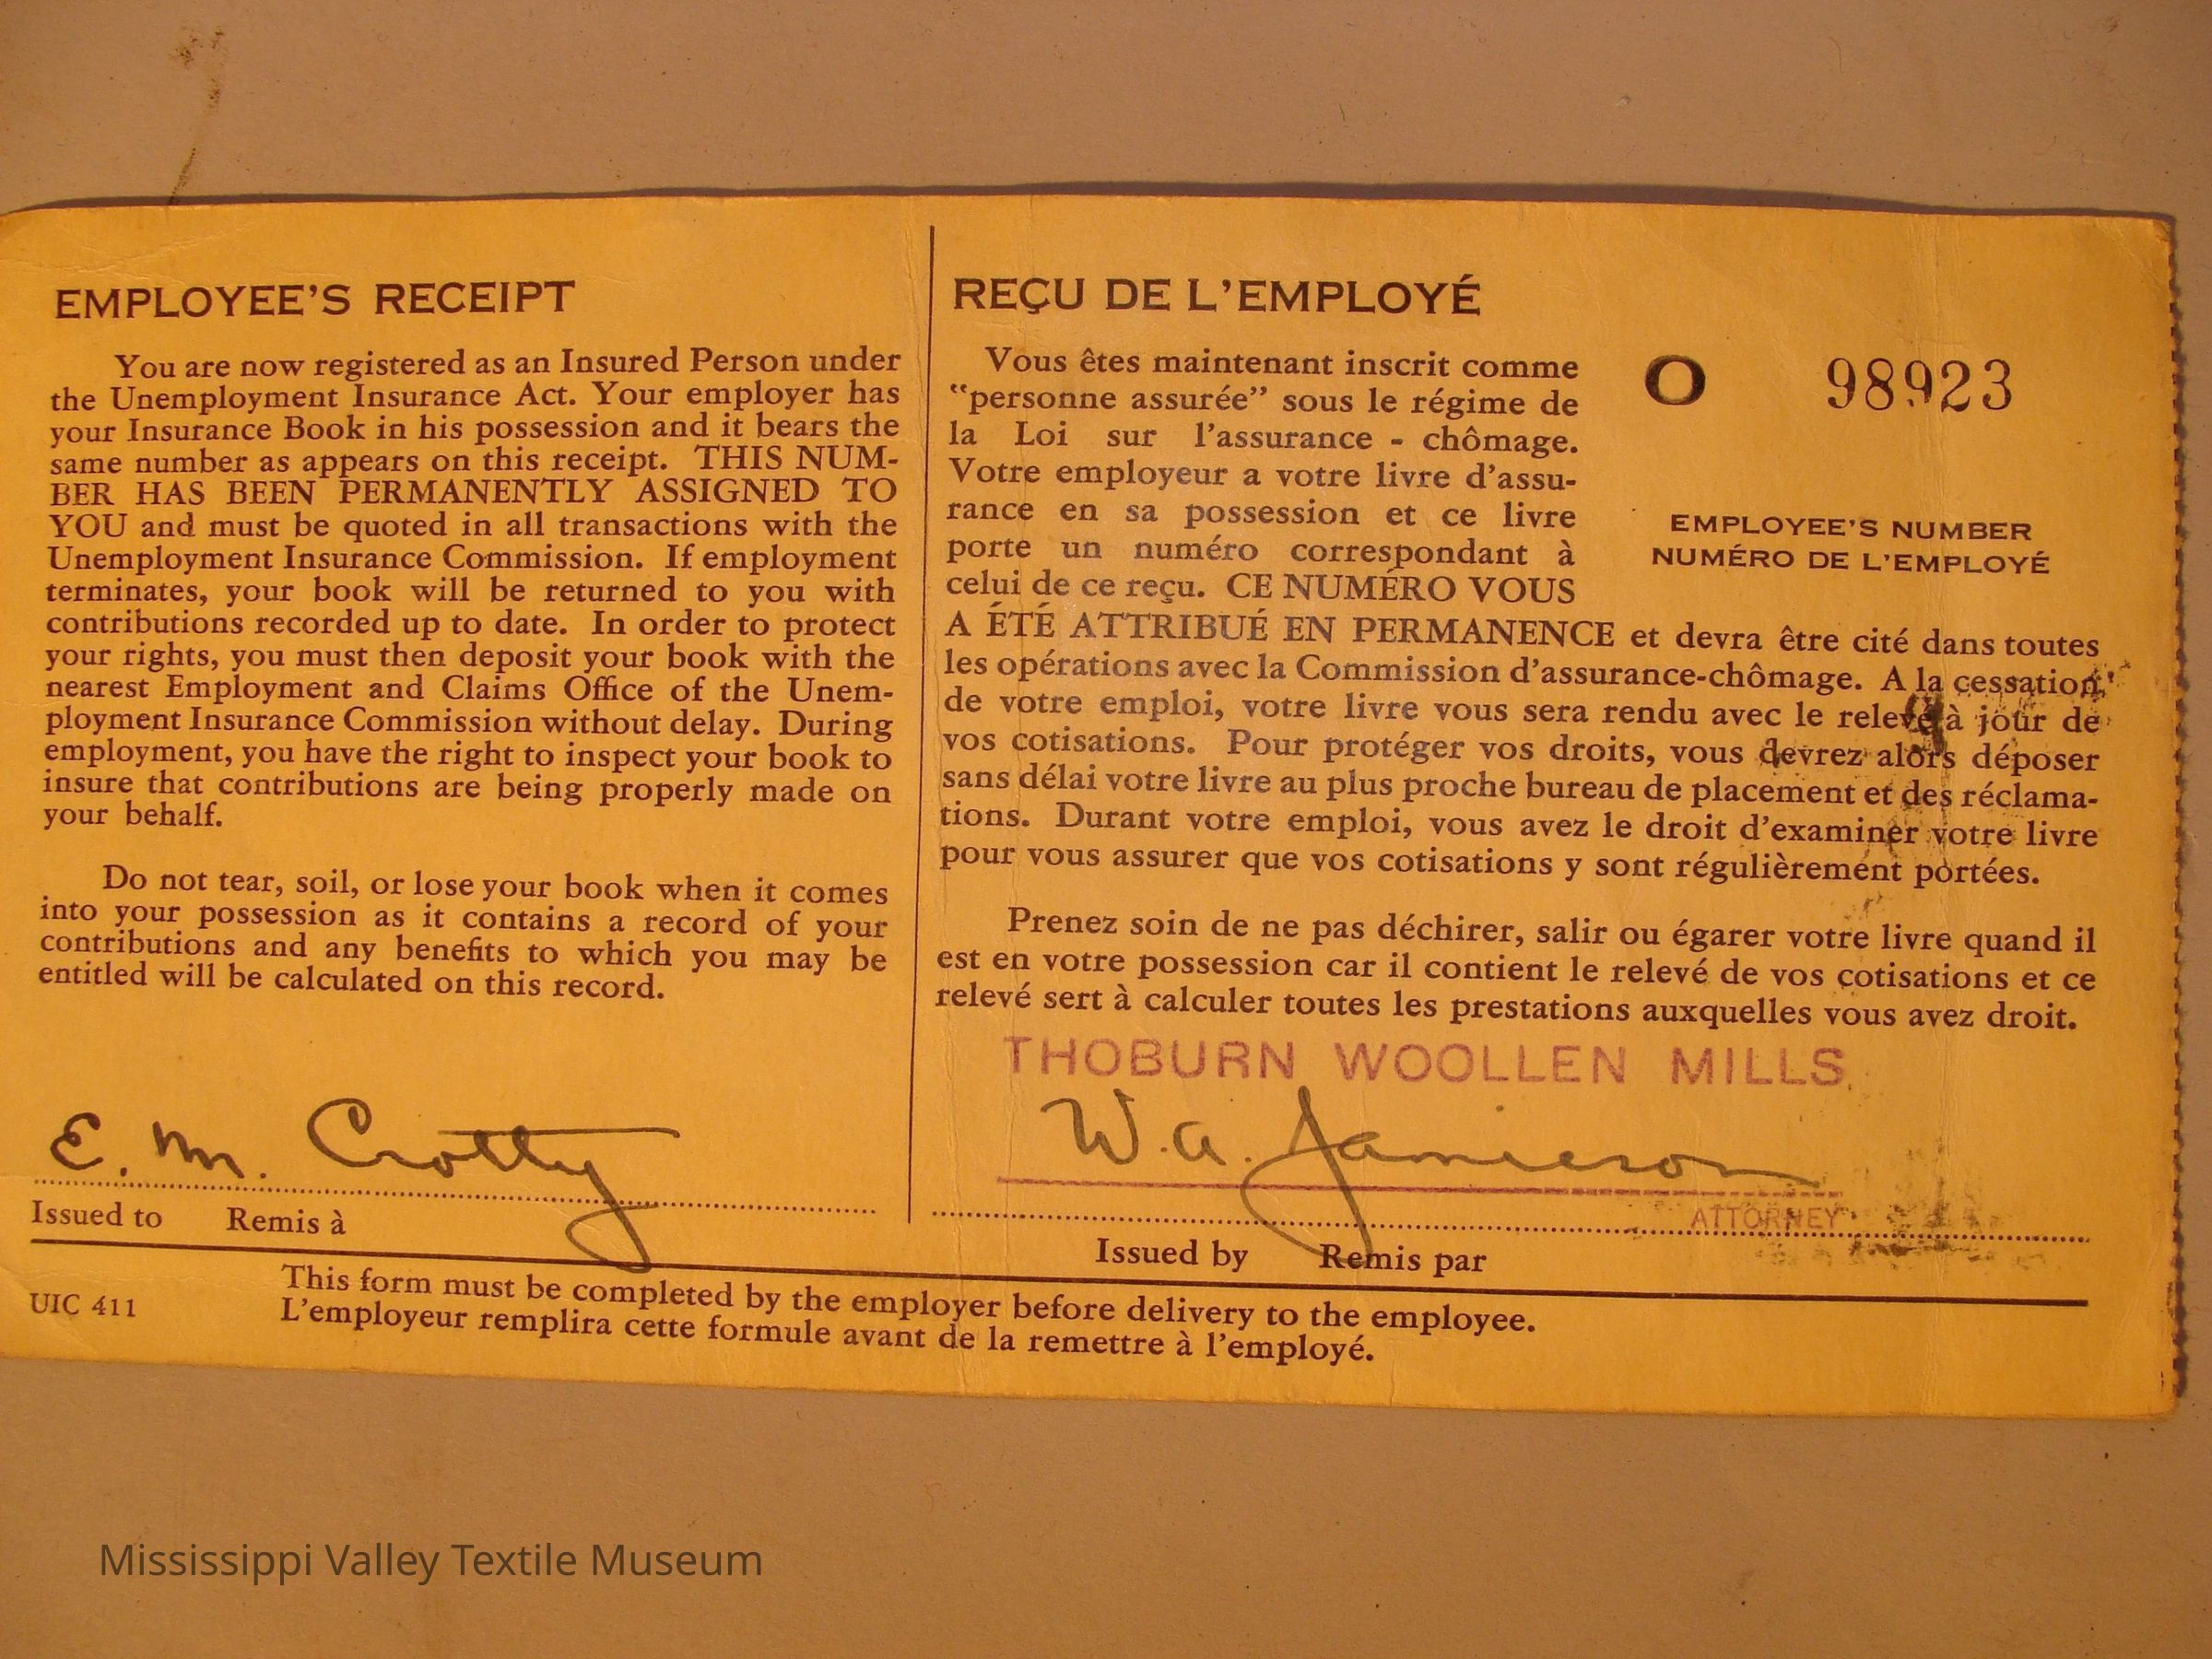 EMPLOYEE'S RECEIPT
You are now registered as an Insured Person under
the Unemployment Insurance Act. Your employer has
your Insurance Book in his possession and it bears the
same number as appears on this receipt. THIS NUM-
BER HAS BEEN PERMANENTLY ASSIGNED TO
YOU and must be quoted in all transactions with the
Unemployment Insurance Commission. If employment
terminates, your book will be returned to you with
contributions recorded up to date. In order to protect
your rights, you must then deposit your book with the
nearest Employment and Claims Office of the Unem-
ployment Insurance Commission without delay. During
employment, you have the right to inspect your book to
insure that contributions are being properly made on
your behalf.
Do not tear, soil, or lose your book when it comes
into your possession as it contains a record of your
contributions and any benefits to which you may be
entitled will be calculated on this record.
E. M. Crotty
Issued to Remis à
REÇU DE L'EMPLOYÉ
Vous êtes maintenant inscrit comme
"personne assurée" sous le régime de
la Loi sur l'assurance - chômage.
Votre employeur a votre livre d'assu-
rance en sa possession et ce livre
porte un numéro correspondant à
celui de ce reçu. CE NUMÉRO VOUS
A ÉTÉ ATTRIBUÉ EN PERMANENCE et devra être cité dans toutes
les opérations avec la Commission d'assurance-chômage. A la cessation
de votre emploi, votre livre vous sera rendu avec le relevé à jour de
vos cotisations. Pour protéger vos droits, vous devrez alors déposer
sans délai votre livre au plus proche bureau de placement et des réclama-
tions. Durant votre emploi, vous avez le droit d'examiner votre livre
pour vous assurer que vos cotisations y sont régulièrement portées.
Prenez soin de ne pas déchirer, salir ou égarer votre livre quand il
est en votre possession car il contient le relevé de vos cotisations et ce
relevé sert à calculer toutes les prestations auxquelles vous avez droit.
O 98923
EMPLOYEE'S NUMBER
NUMÉRO DE L'EMPLOYÉ
THOBURN WOOLLEN MILLS
W. A. Jamieson
ATTORNEY
Issued by Remis par
UIC 411
This form must be completed by the employer before delivery to the employee.
L'employeur remplira cette formule avant de la remettre à l'employé.
Mississippi Valley Textile Museum